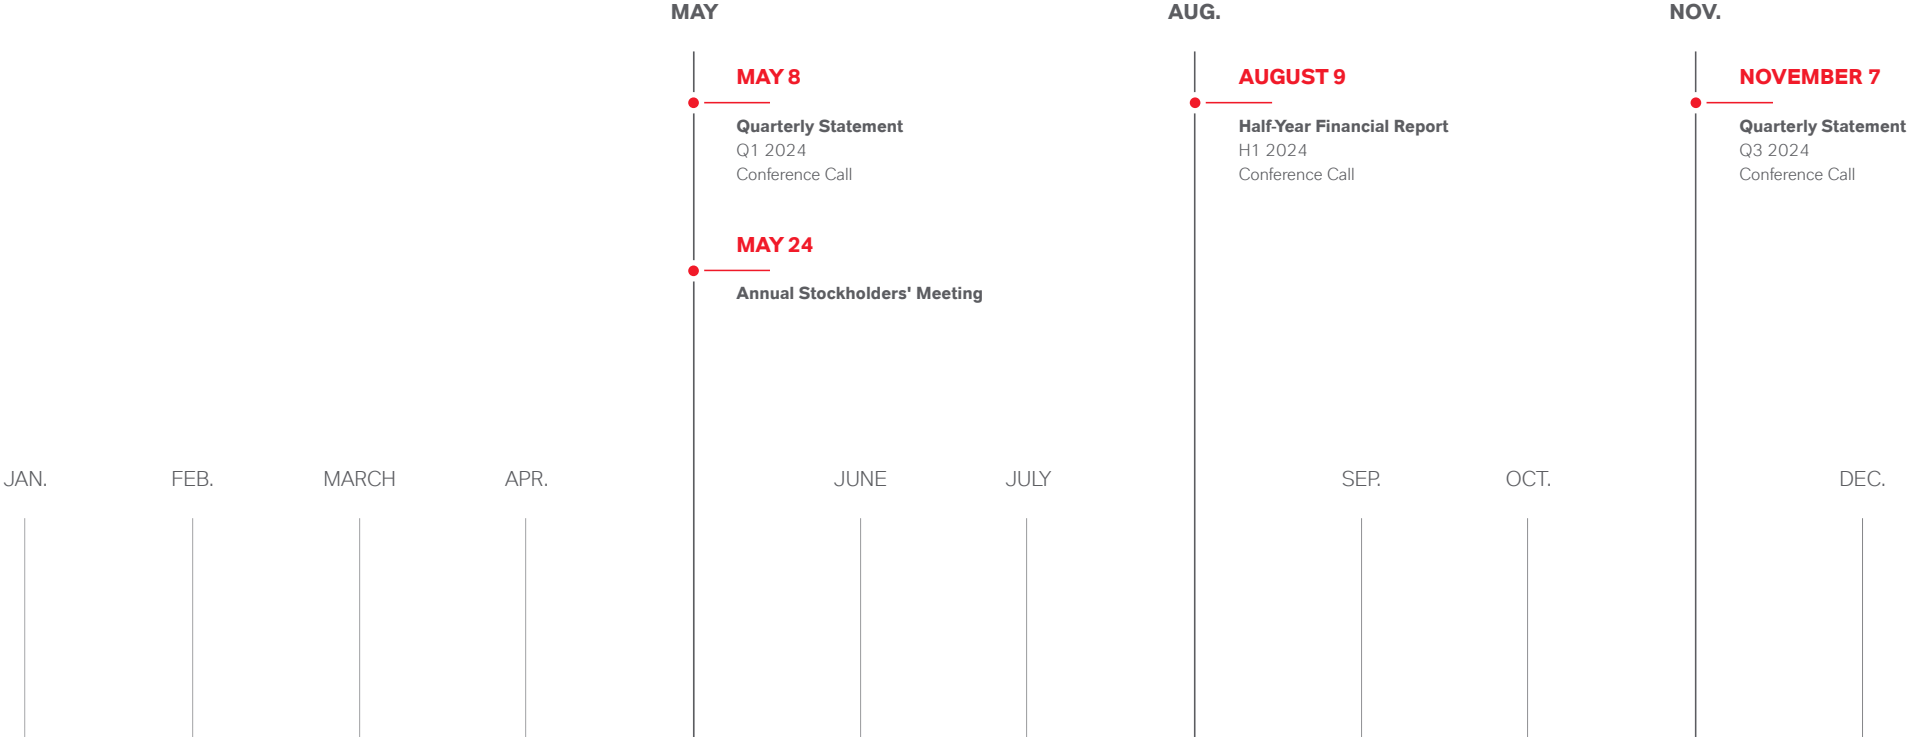 MAY
MAY 8
Quarterly Statement
Q1 2024
Conference Call
MAY 24
Annual Stockholders' Meeting
AUG.
AUGUST 9
Half-Year Financial Report
H1 2024
Conference Call
NOV.
NOVEMBER 7
Quarterly Statement
Q3 2024
Conference Call
JAN.
FEB.
MARCH
APR.
JUNE
JULY
SEP.
OCT.
DEC.